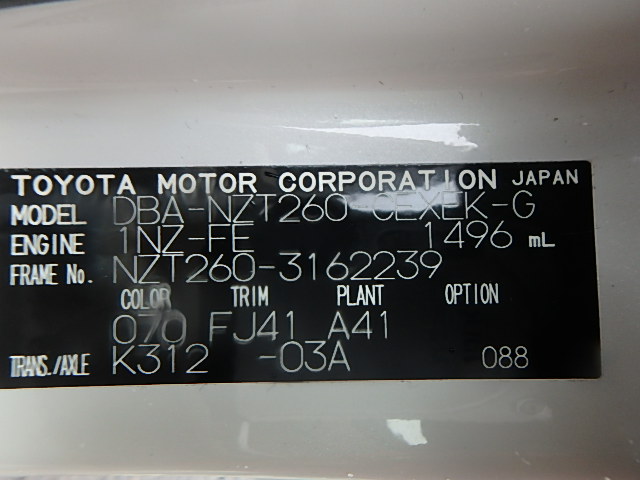 TOYOTA MOTOR CORPORATION JAPAN
MODEL DBA-NZT260 CEXEK-G
ENGINE 1NZ-FE 1496 mL
FRAME No. NZT260-3162239
COLOR TRIM PLANT OPTION
070 FJ41 A41
TRANS./AXLE K312 -03A 088